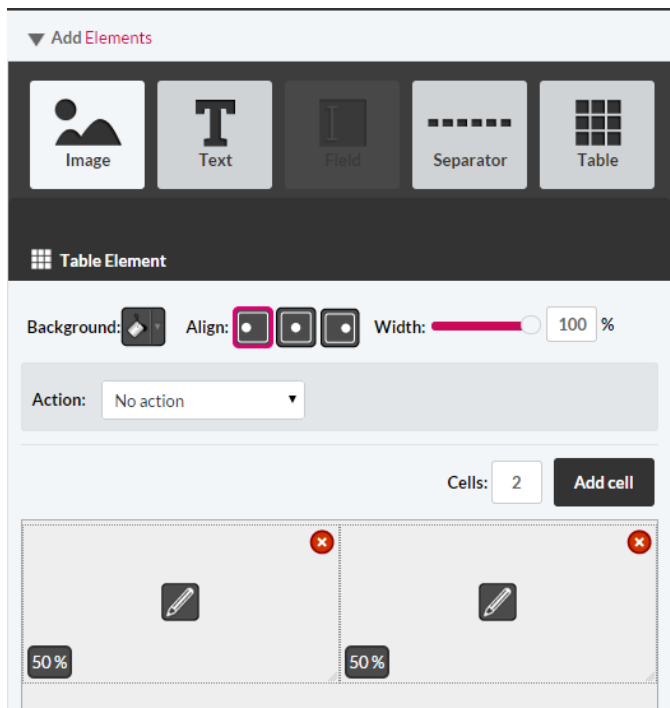 Add Elements
Image Text Field Separator Table
Table Element
Background: Align: Width: 100 %
Action: No action
Cells: 2 Add cell
50 % 50 %